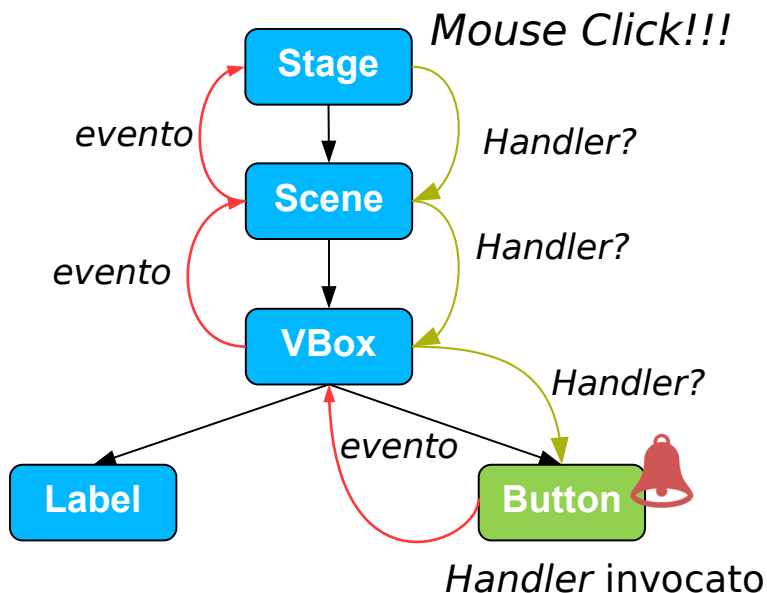 Mouse Click!!!
Stage
evento
Handler?
Scene
Handler?
evento
VBox
Handler?
evento
Label
Button
Handler invocato